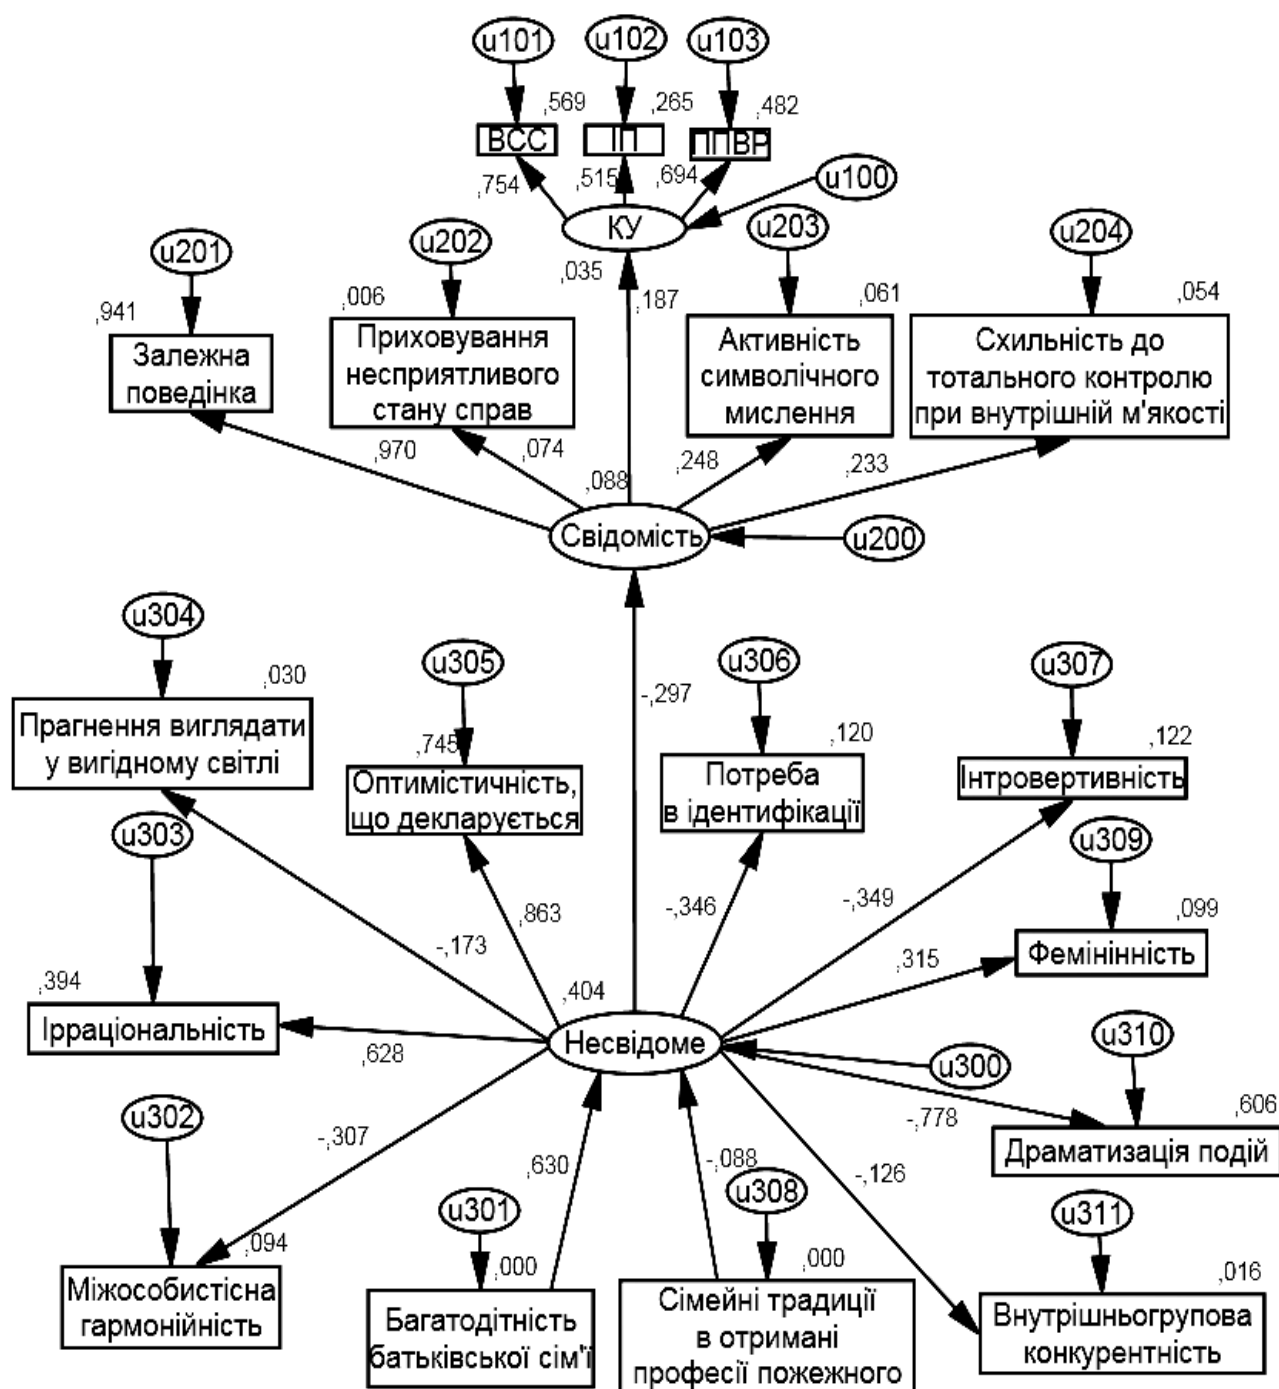 u101 u102 u103
,569 ,265 ,482
ВСС ІП ППВР
,754 ,515 ,694 u100
КУ
u201 u202 u203 u204
,035
,941 ,006 ,187 ,061 ,054
Залежна
поведінка
Приховування
несприятливого
стану справ
Активність
символічного
мислення
Схильність до
тотального контролю
при внутрішній м'якості
,970 ,074 ,088 ,248 ,233
Свідомість u200
u304 u305 u306 u307
,030 -,297
Прагнення виглядати
у вигідному світлі
,745 ,120 ,122
Оптимістичність,
що декларується
Потреба
в ідентифікації
Інтровертивність
u303 u309
-,173 ,863 -,346 -,349 ,099
,315 Фемінінність
,394 ,404
Ірраціональність
,628 Несвідоме u300 u310
u302 -,307 -,778 ,606
Драматизація подій
,630 -,088 -,126
u301 u308 u311
,094 ,000 ,000 ,016
Міжособистісна
гармонійність
Багатодітність
батьківської сім'ї
Сімейні традиції
в отримані
професії пожежного
Внутрішньогрупова
конкурентність